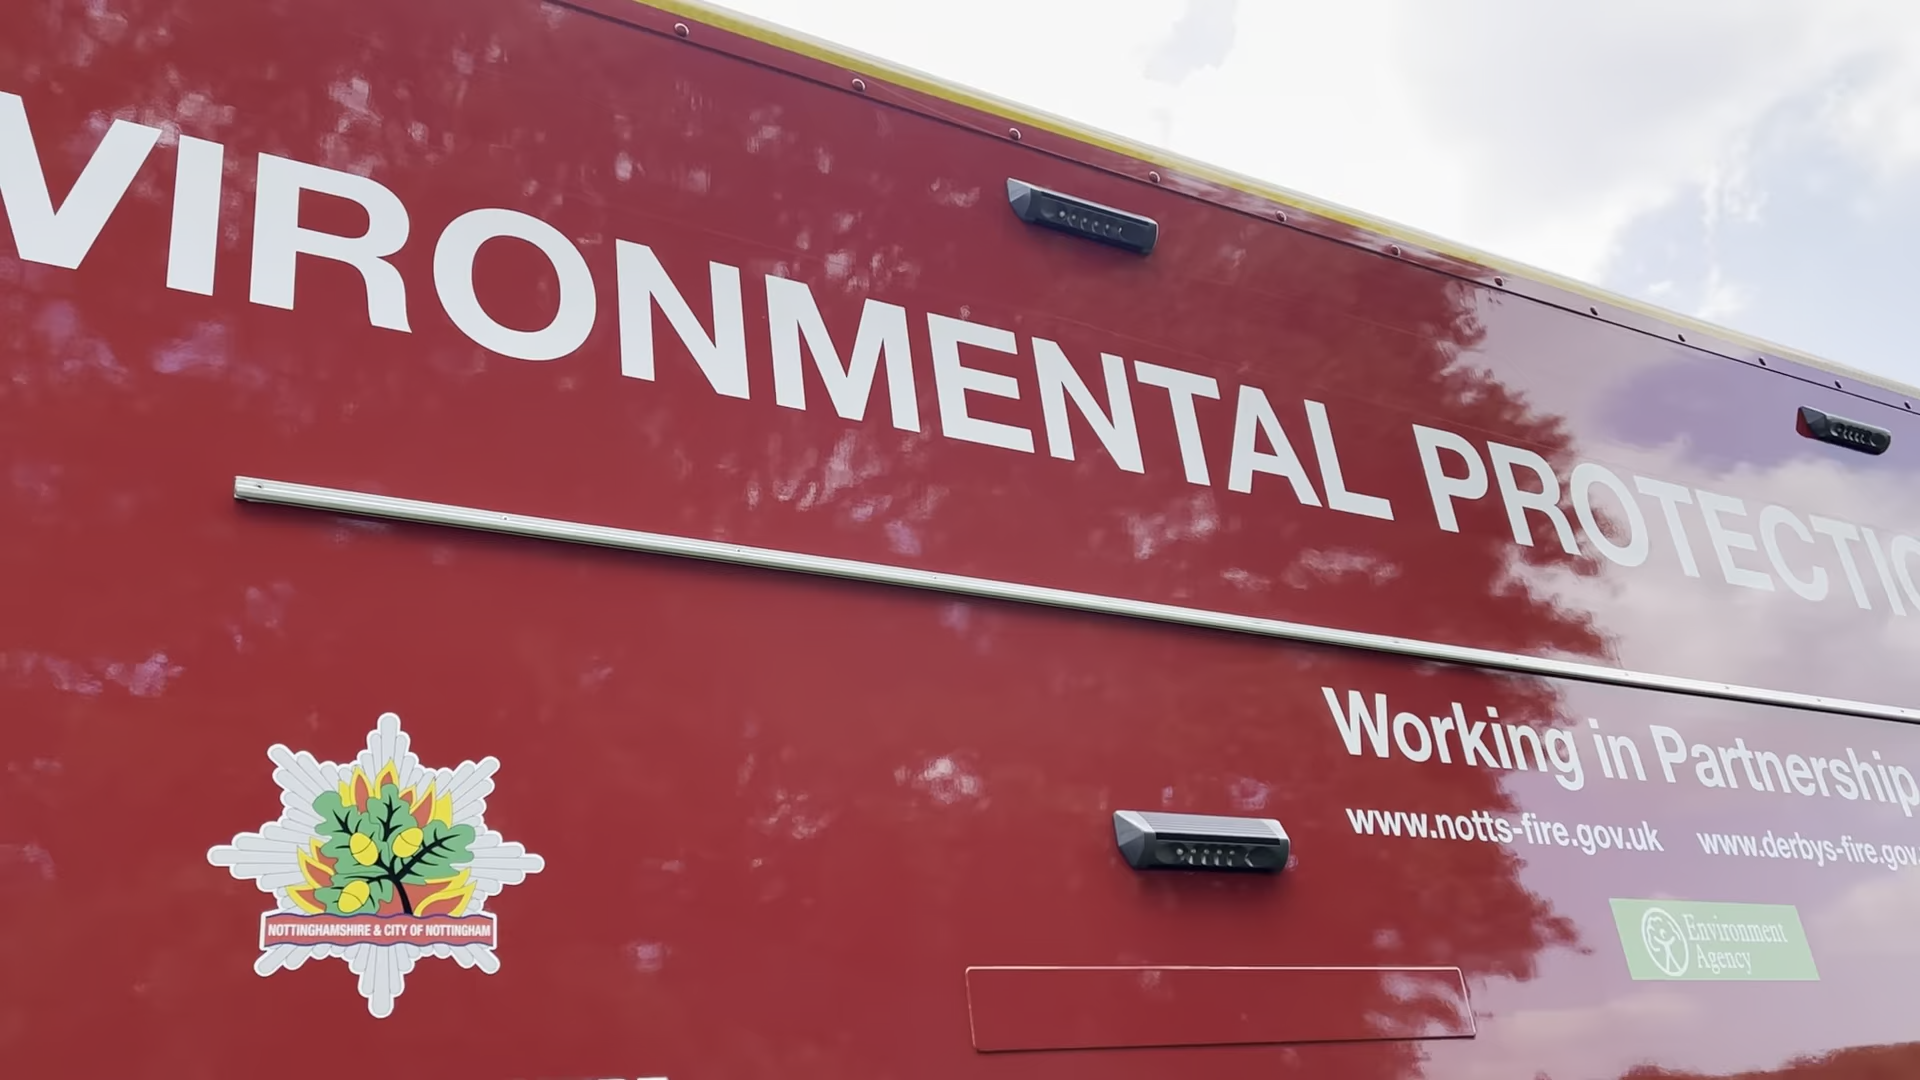 VIRONMENTAL PROTECTIO
Working in Partnership
www.notts-fire.gov.uk www.derbys-fire.gov.
NOTTINGHAMSHIRE & CITY OF NOTTINGHAM
Environment
Agency